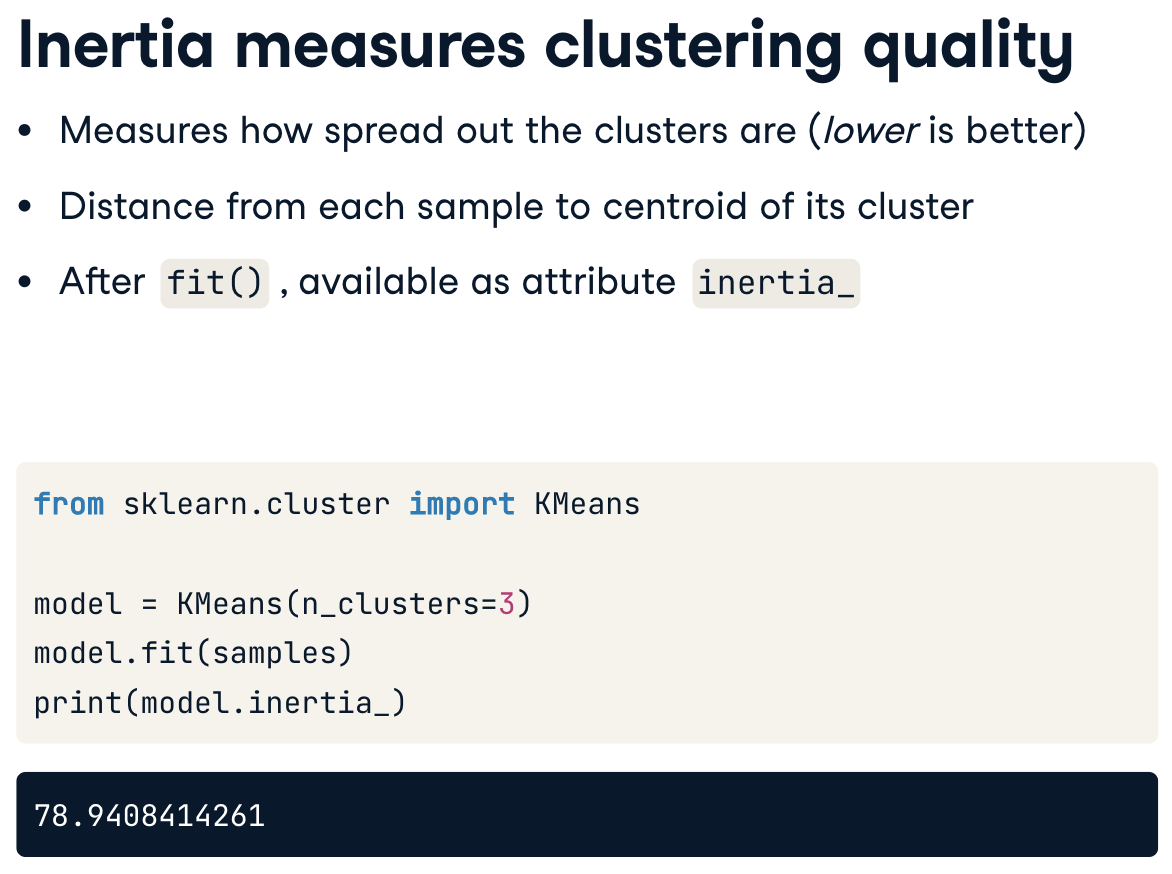 Inertia measures clustering quality
• Measures how spread out the clusters are (lower is better)
• Distance from each sample to centroid of its cluster
• After fit() , available as attribute inertia_
from sklearn.cluster import KMeans
model = KMeans(n_clusters=3)
model.fit(samples)
print(model.inertia_)
78.9408414261